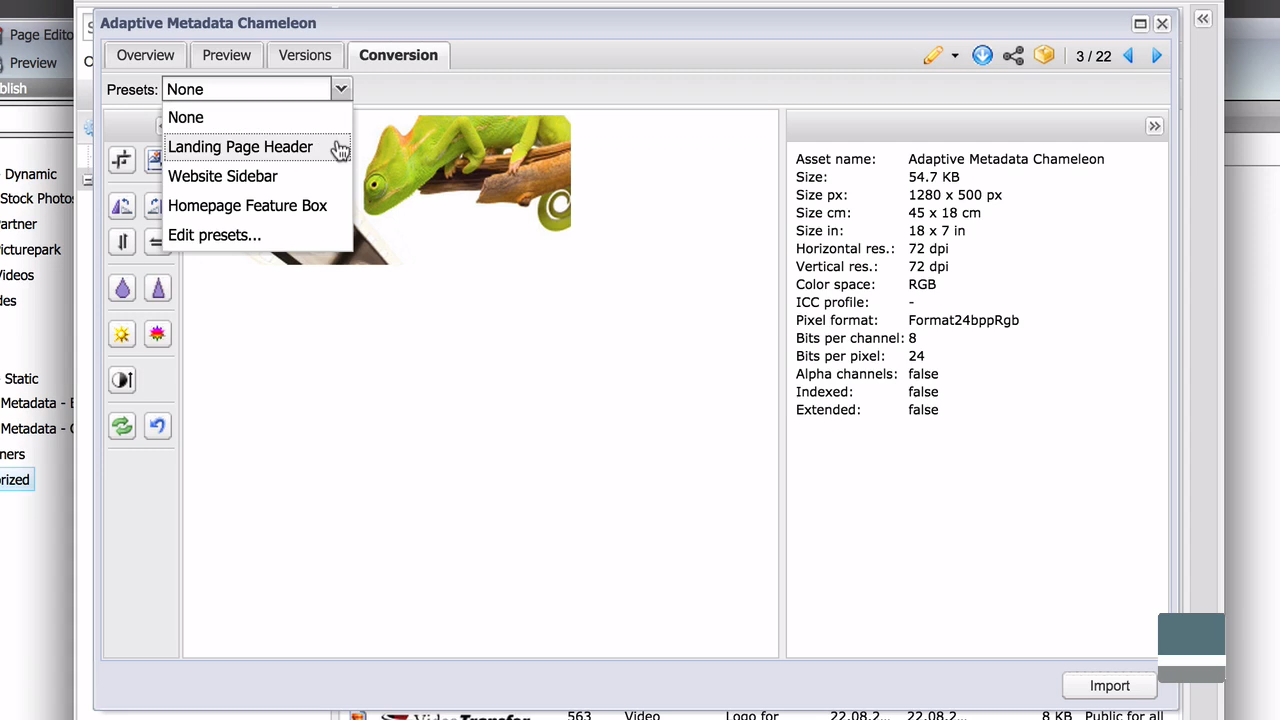 Page Edito
Preview
blish
Dynamic
Stock Photos
Partner
icturepark
Videos
des
Static
Metadata -
Metadata -
ners
orized
Adaptive Metadata Chameleon
Overview
Preview
Versions
Conversion
3 / 22
Presets: None
None
Landing Page Header
Website Sidebar
Homepage Feature Box
Edit presets...
Asset name: Adaptive Metadata Chameleon
Size: 54.7 KB
Size px: 1280 x 500 px
Size cm: 45 x 18 cm
Size in: 18 x 7 in
Horizontal res.: 72 dpi
Vertical res.: 72 dpi
Color space: RGB
ICC profile: -
Pixel format: Format24bppRgb
Bits per channel: 8
Bits per pixel: 24
Alpha channels: false
Indexed: false
Extended: false
Import
VideoTransfer 563 Video Logo for 22.08.2... 22.08.2... 8 KB Public for all